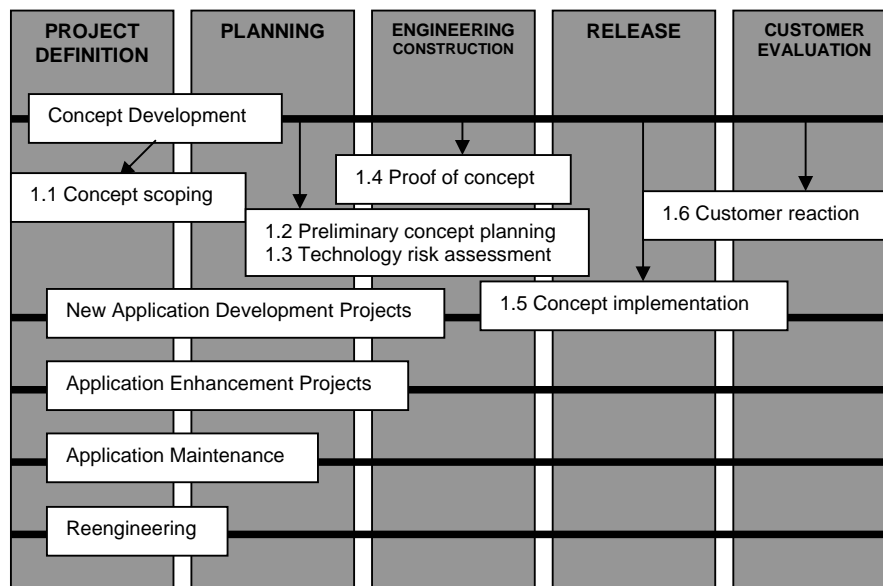 PROJECT
DEFINITION
PLANNING
ENGINEERING
CONSTRUCTION
RELEASE
CUSTOMER
EVALUATION
Concept Development
1.1 Concept scoping
1.4 Proof of concept
1.2 Preliminary concept planning
1.3 Technology risk assessment
1.6 Customer reaction
1.5 Concept implementation
New Application Development Projects
Application Enhancement Projects
Application Maintenance
Reengineering